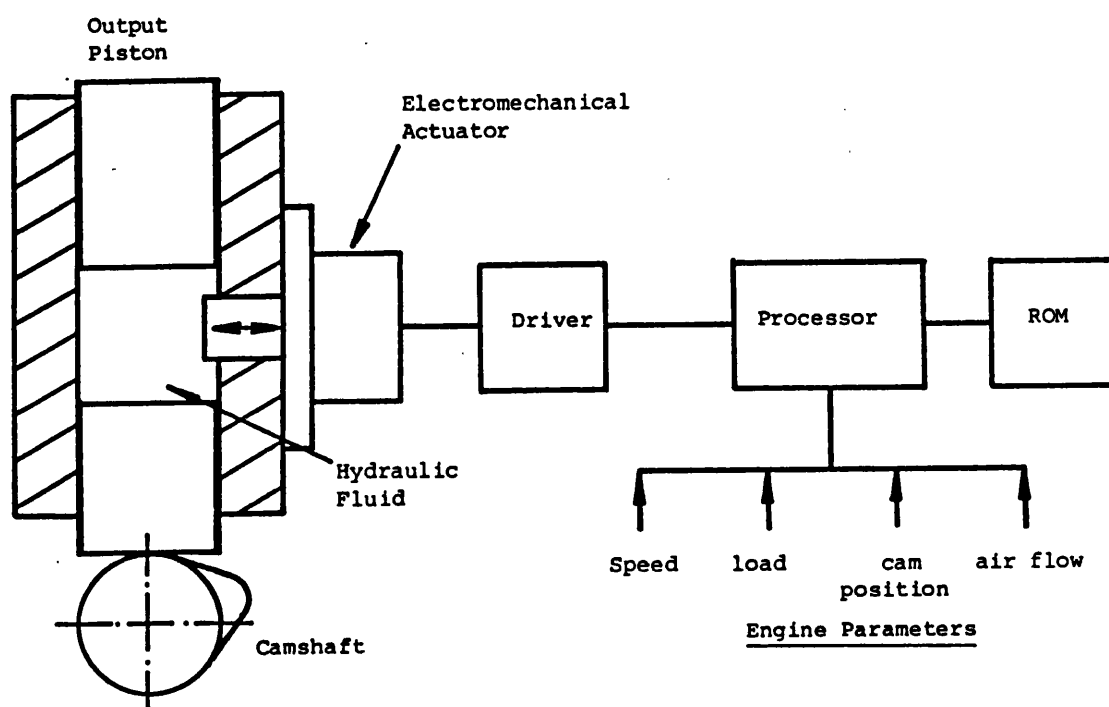 Output
Piston
Electromechanical
Actuator
Driver
Processor
ROM
Hydraulic
Fluid
Speed
load
cam
position
air flow
Engine Parameters
Camshaft